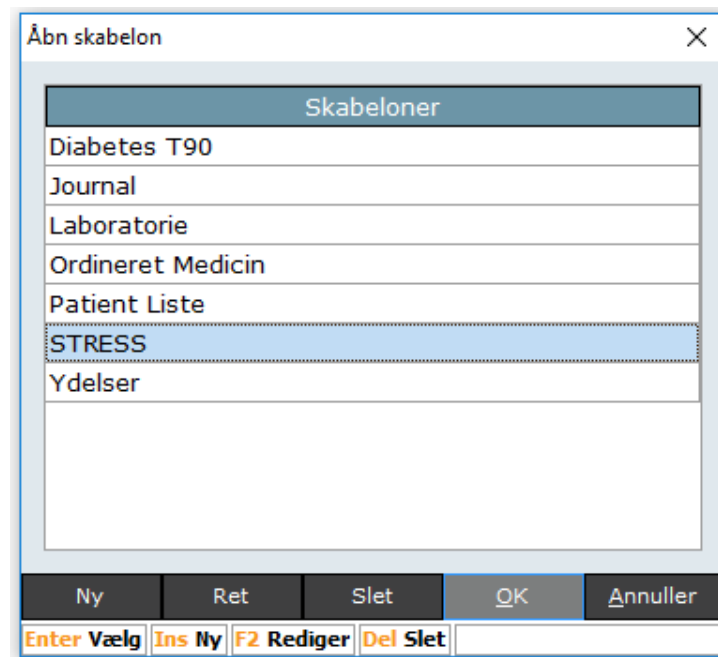 Åbn skabelon
Skabeloner
Diabetes T90
Journal
Laboratorie
Ordineret Medicin
Patient Liste
STRESS
Ydelser
Ny Ret Slet OK Annuller
Enter Vælg Ins Ny F2 Rediger Del Slet